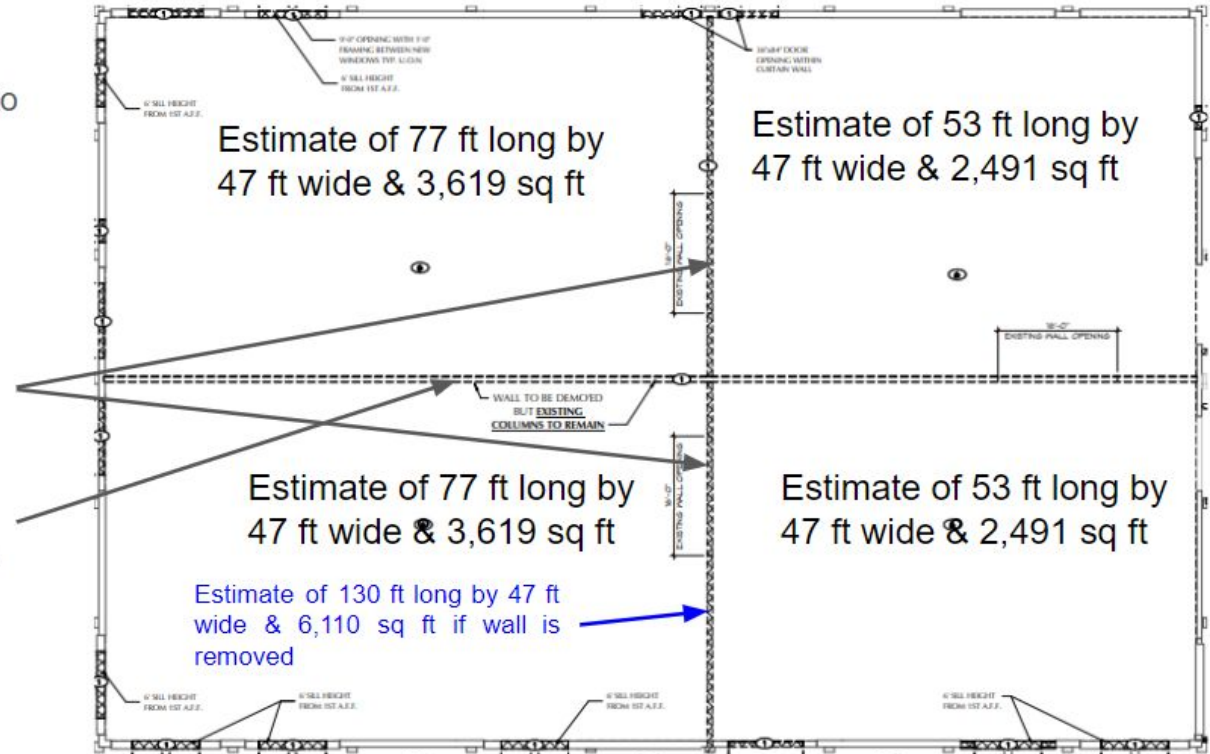 o
9'-0" OPENING WITH 1'-0"
FRAMING BETWEEN NEW
WINDOWS TYP. U.O.N
6' SILL HEIGHT
FROM 1ST A.F.F.
6' SILL HEIGHT
FROM 1ST A.F.F.
36"x84" DOOR
OPENING WITHIN
CURTAIN WALL
Estimate of 77 ft long by
47 ft wide & 3,619 sq ft
Estimate of 53 ft long by
47 ft wide & 2,491 sq ft
16'-0"
EXISTING WALL OPENING
16'-0"
EXISTING WALL OPENING
WALL TO BE DEMO'ED
BUT EXISTING
COLUMNS TO REMAIN
Estimate of 77 ft long by
47 ft wide & 3,619 sq ft
Estimate of 53 ft long by
47 ft wide & 2,491 sq ft
16'-0"
EXISTING WALL OPENING
Estimate of 130 ft long by 47 ft
wide & 6,110 sq ft if wall is
removed
6' SILL HEIGHT
FROM 1ST A.F.F.
6' SILL HEIGHT
FROM 1ST A.F.F.
6' SILL HEIGHT
FROM 1ST A.F.F.
6' SILL HEIGHT
FROM 1ST A.F.F.